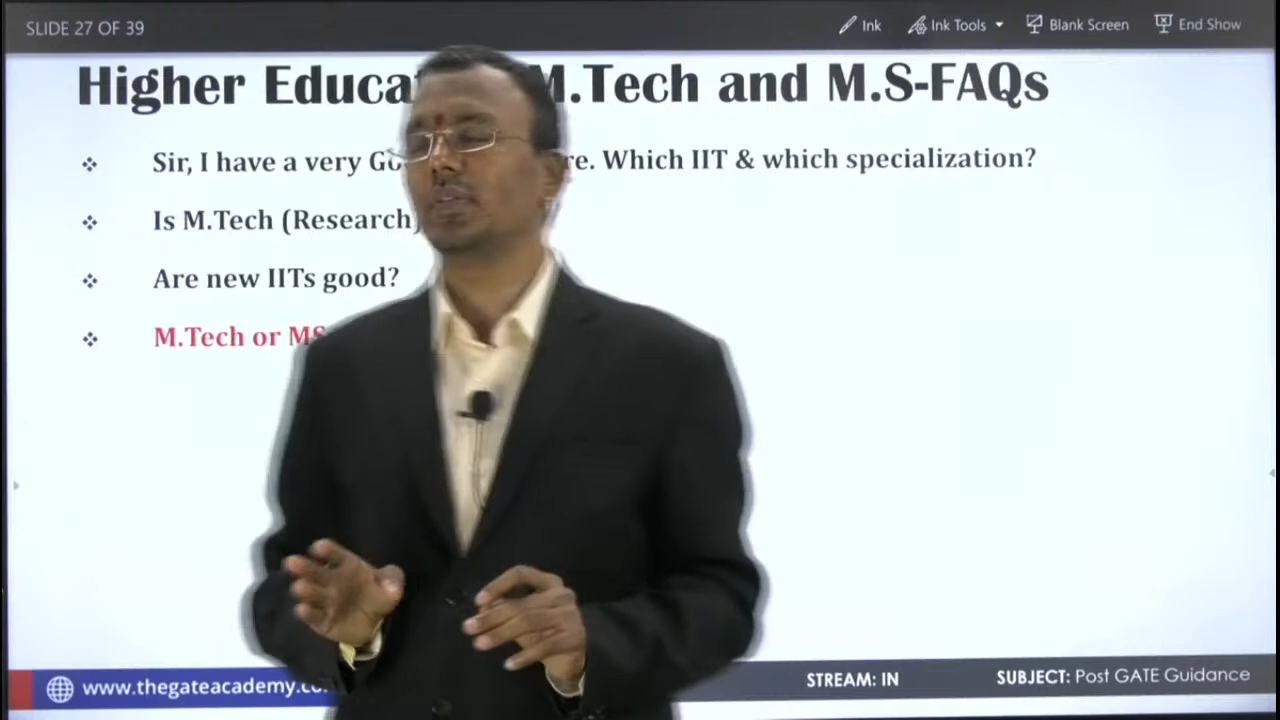 SLIDE 27 OF 39
Ink
Ink Tools
Blank Screen
End Show
Higher Educa M.Tech and M.S-FAQs
Sir, I have a very Go re. Which IIT & which specialization?
Is M.Tech (Research)
Are new IITs good?
M.Tech or MS
www.thegateacademy.co
STREAM: IN
SUBJECT: Post GATE Guidance